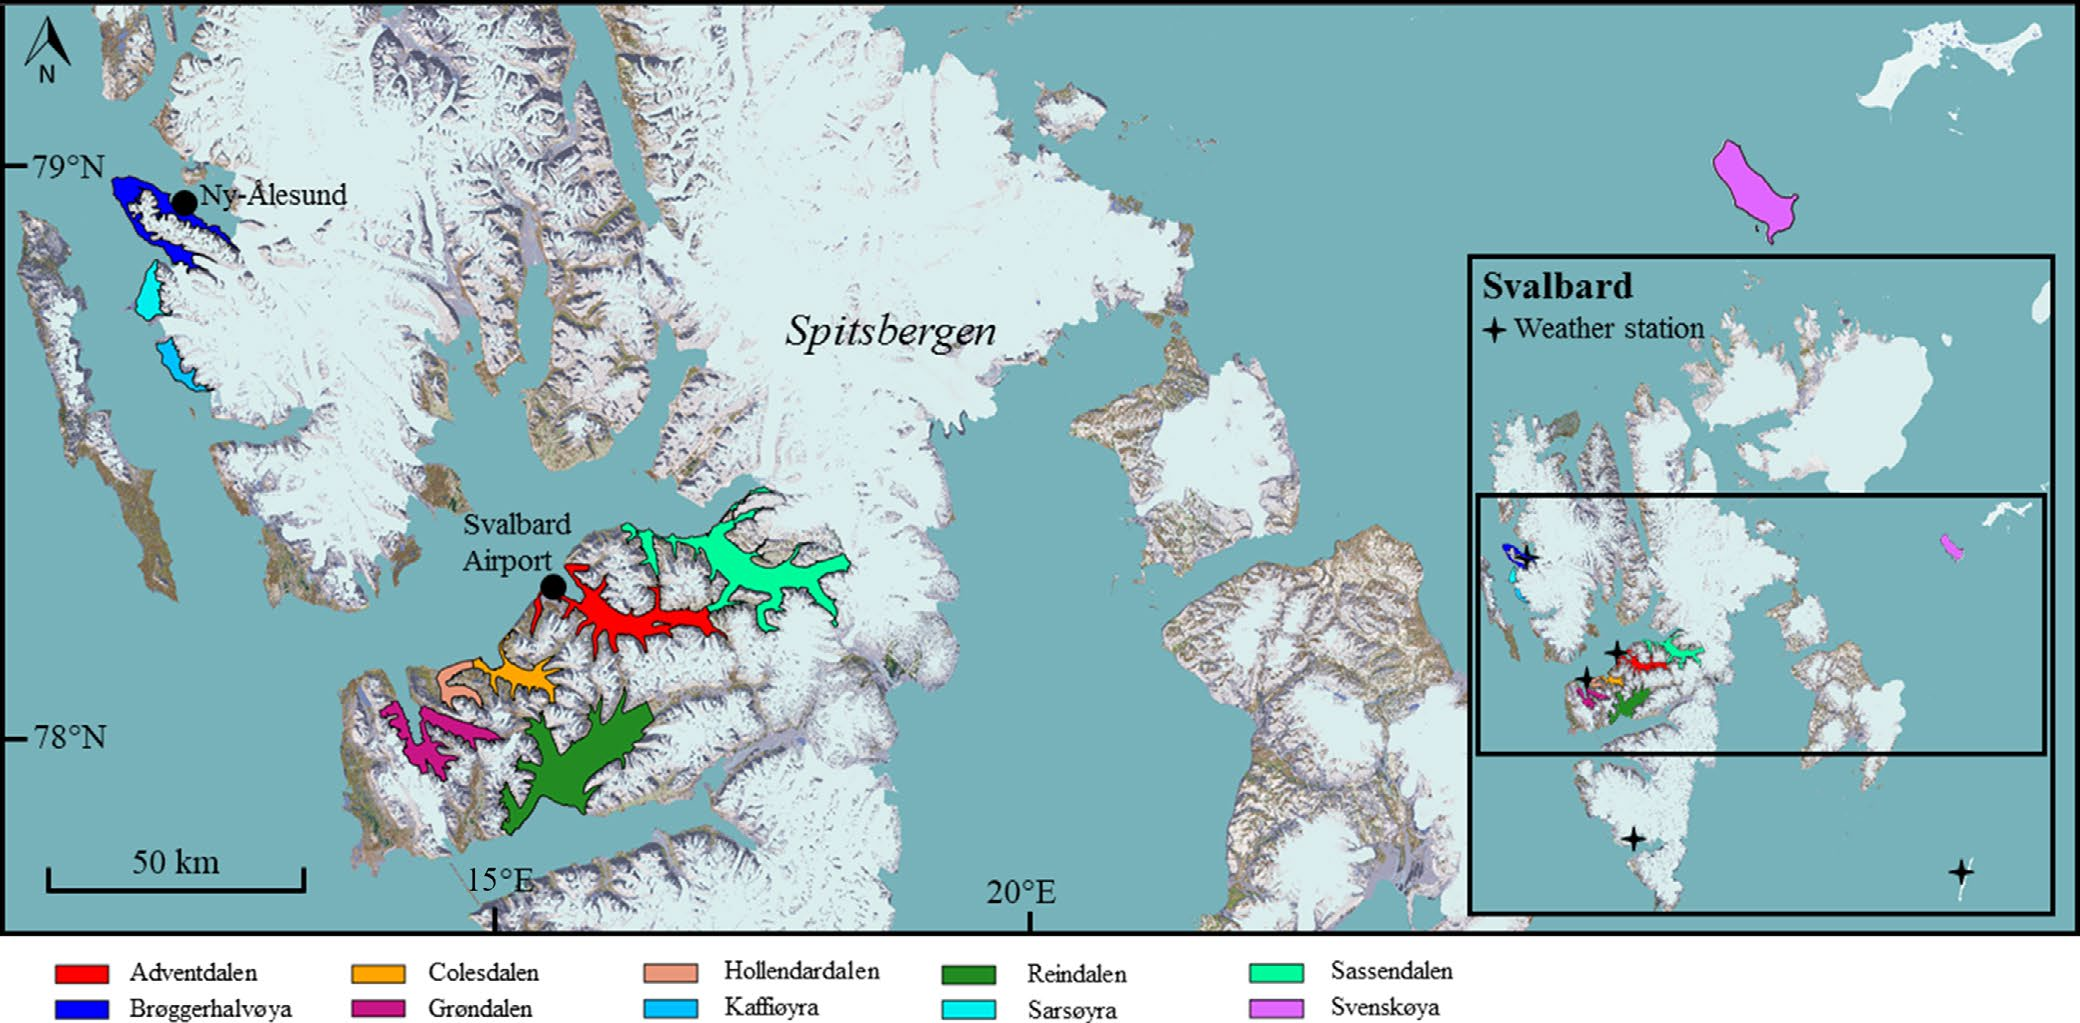 N
79°N
Ny-Ålesund
Spitsbergen
Svalbard
Airport
78°N
50 km
15°E
20°E
Svalbard
Weather station
Adventdalen
Colesdalen
Hollendardalen
Reindalen
Sassendalen
Brøggerhalvøya
Grøndalen
Kaffiøyra
Sarsøyra
Svenskøya